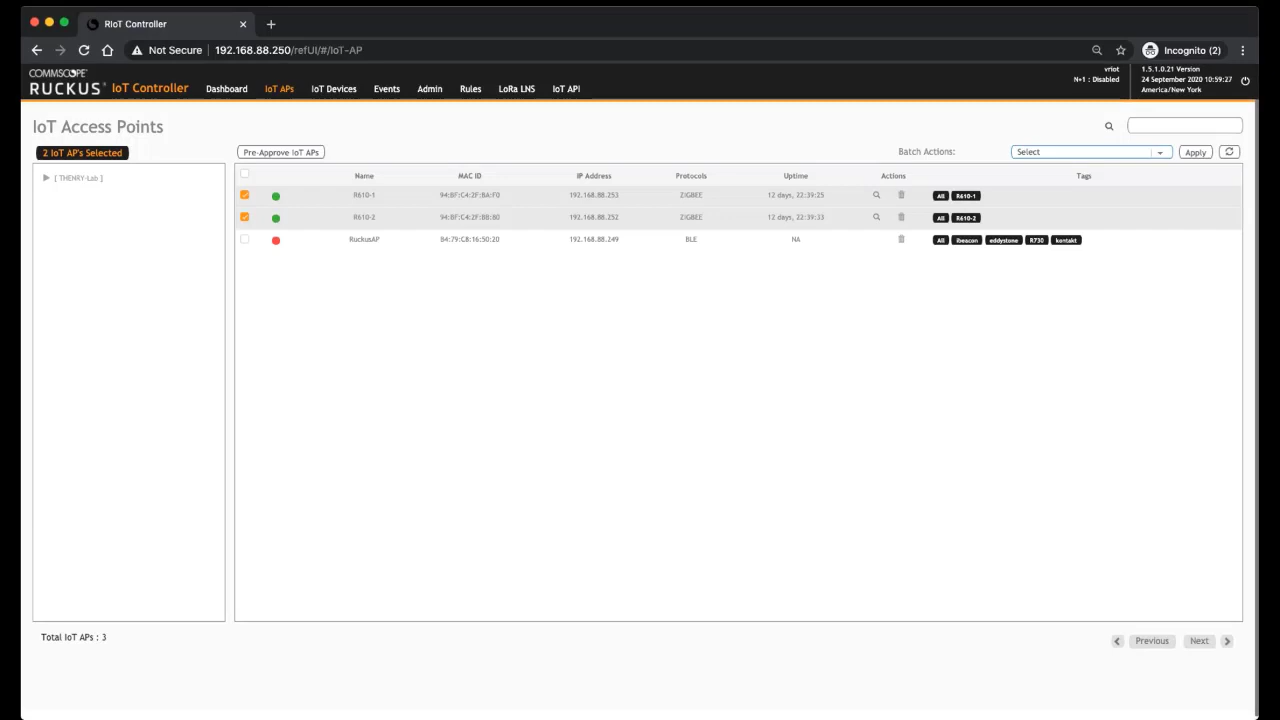 RIoT Controller
Not Secure 192.168.88.250/refUI/#/IoT-AP Incognito (2)
COMMSCOPE
RUCKUS IoT Controller Dashboard IoT APs IoT Devices Events Admin Rules LoRa LNS IoT API
vriot
N+1 : Disabled
1.5.1.0.21 Version
24 September 2020 10:59:27
America/New York
IoT Access Points
2 IoT AP's Selected Pre-Approve IoT APs Batch Actions: Select Apply
[ THENRY-Lab ]
Name MAC ID IP Address Protocols Uptime Actions Tags
R610-1 94:BF:C4:2F:BA:F0 192.168.88.253 ZIGBEE 12 days, 22:39:25 All R610-1
R610-2 94:BF:C4:2F:BB:80 192.168.88.252 ZIGBEE 12 days, 22:39:33 All R610-2
RuckusAP B4:79:C8:16:50:20 192.168.88.249 BLE NA All ibeacon eddystone R730 kontakt
Total IoT APs : 3
Previous Next